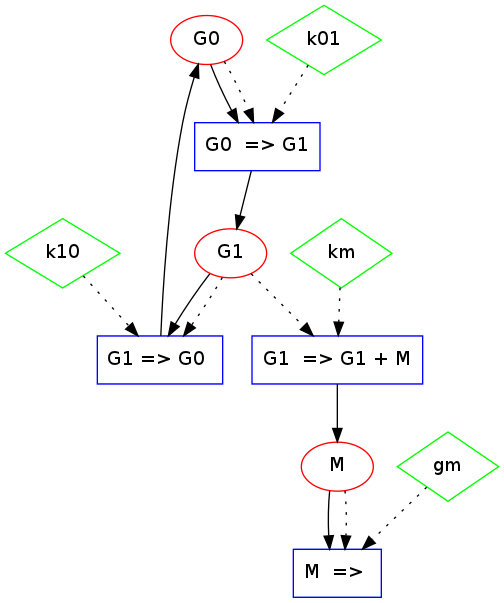 G0
k01
G0 => G1
k10
G1
km
G1 => G0
G1 => G1 + M
M
gm
M =>